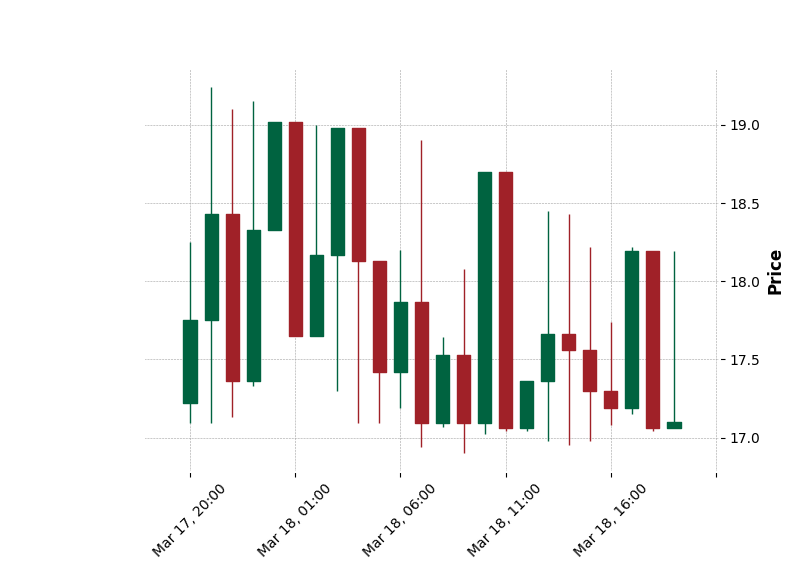 19.0
18.5
18.0
17.5
17.0
Price
Mar 17, 20:00
Mar 18, 01:00
Mar 18, 06:00
Mar 18, 11:00
Mar 18, 16:00